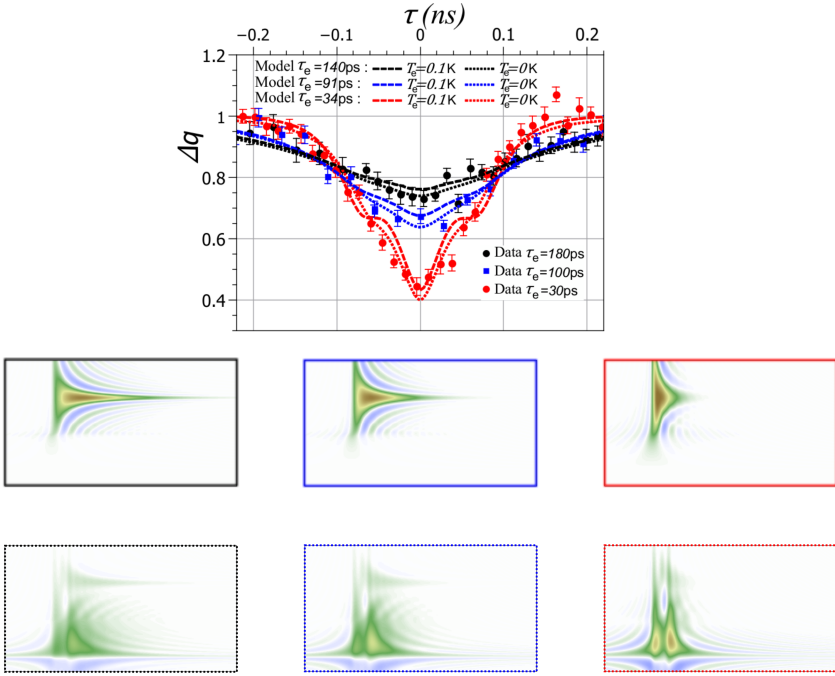 τ (ns)
−0.2 −0.1 0 0.1 0.2
1.2
1
0.8
0.6
0.4
Δq
Model τe=140ps : Te=0.1K Te=0K
Model τe=91ps : Te=0.1K Te=0K
Model τe=34ps : Te=0.1K Te=0K
Data τe=180ps
Data τe=100ps
Data τe=30ps